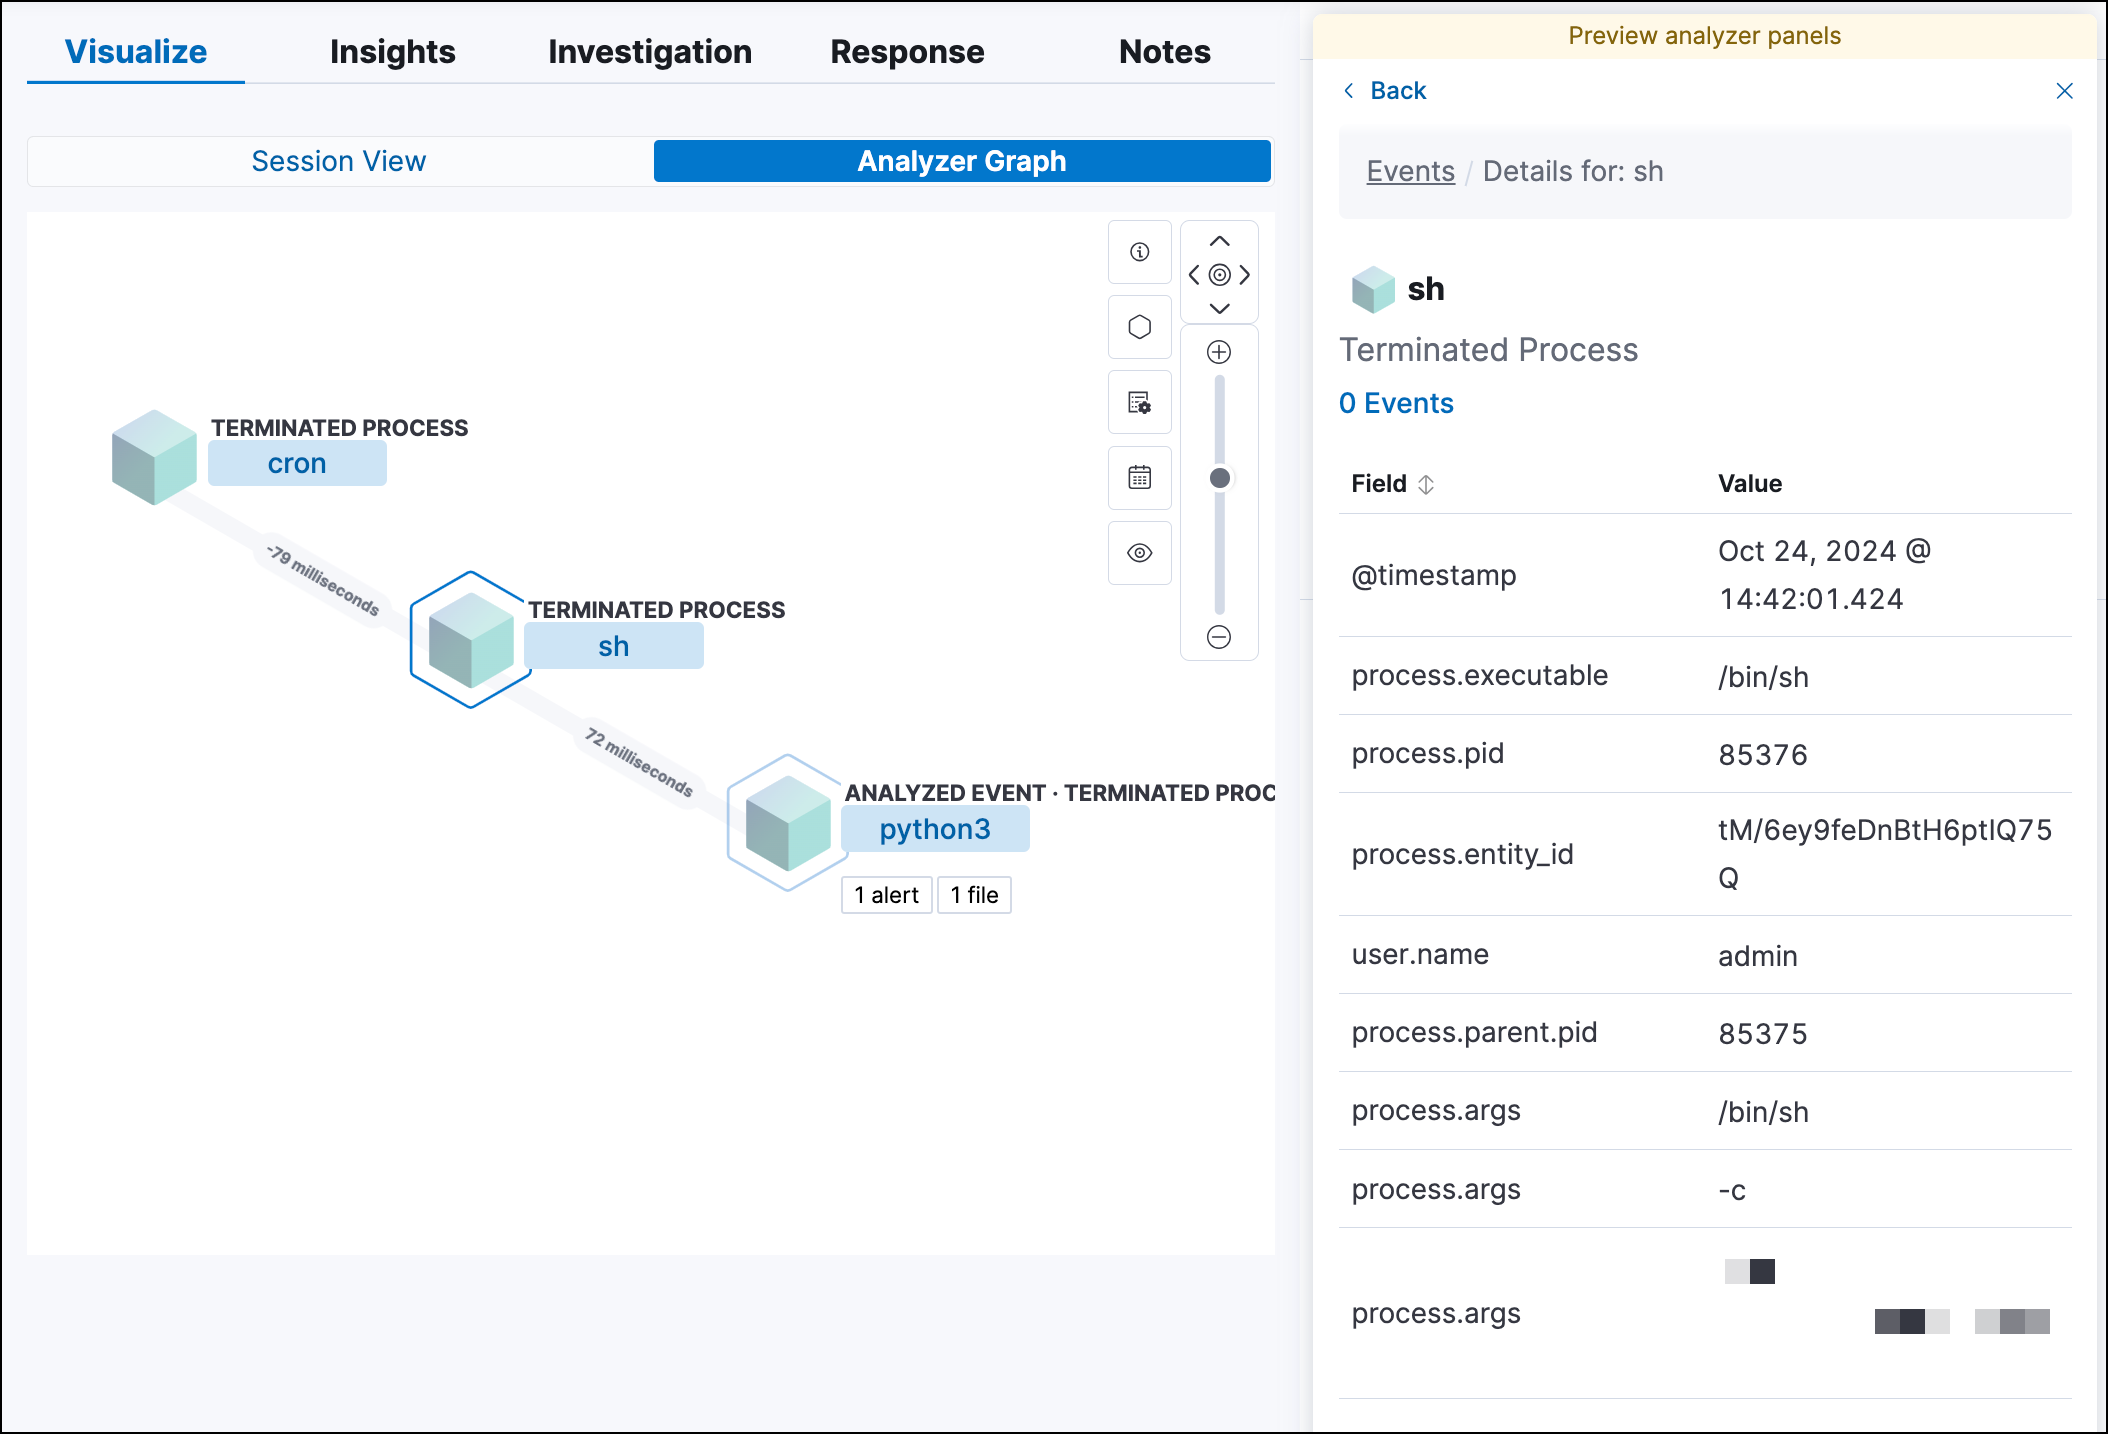 Visualize
Insights
Investigation
Response
Notes
Session View
Analyzer Graph
TERMINATED PROCESS
cron
-79 milliseconds
TERMINATED PROCESS
sh
72 milliseconds
ANALYZED EVENT · TERMINATED PROC
python3
1 alert
1 file
Preview analyzer panels
Back
Events / Details for: sh
sh
Terminated Process
0 Events
Field
Value
@timestamp
Oct 24, 2024 @
14:42:01.424
process.executable
/bin/sh
process.pid
85376
process.entity_id
tM/6ey9feDnBtH6ptIQ75
Q
user.name
admin
process.parent.pid
85375
process.args
/bin/sh
process.args
-c
process.args